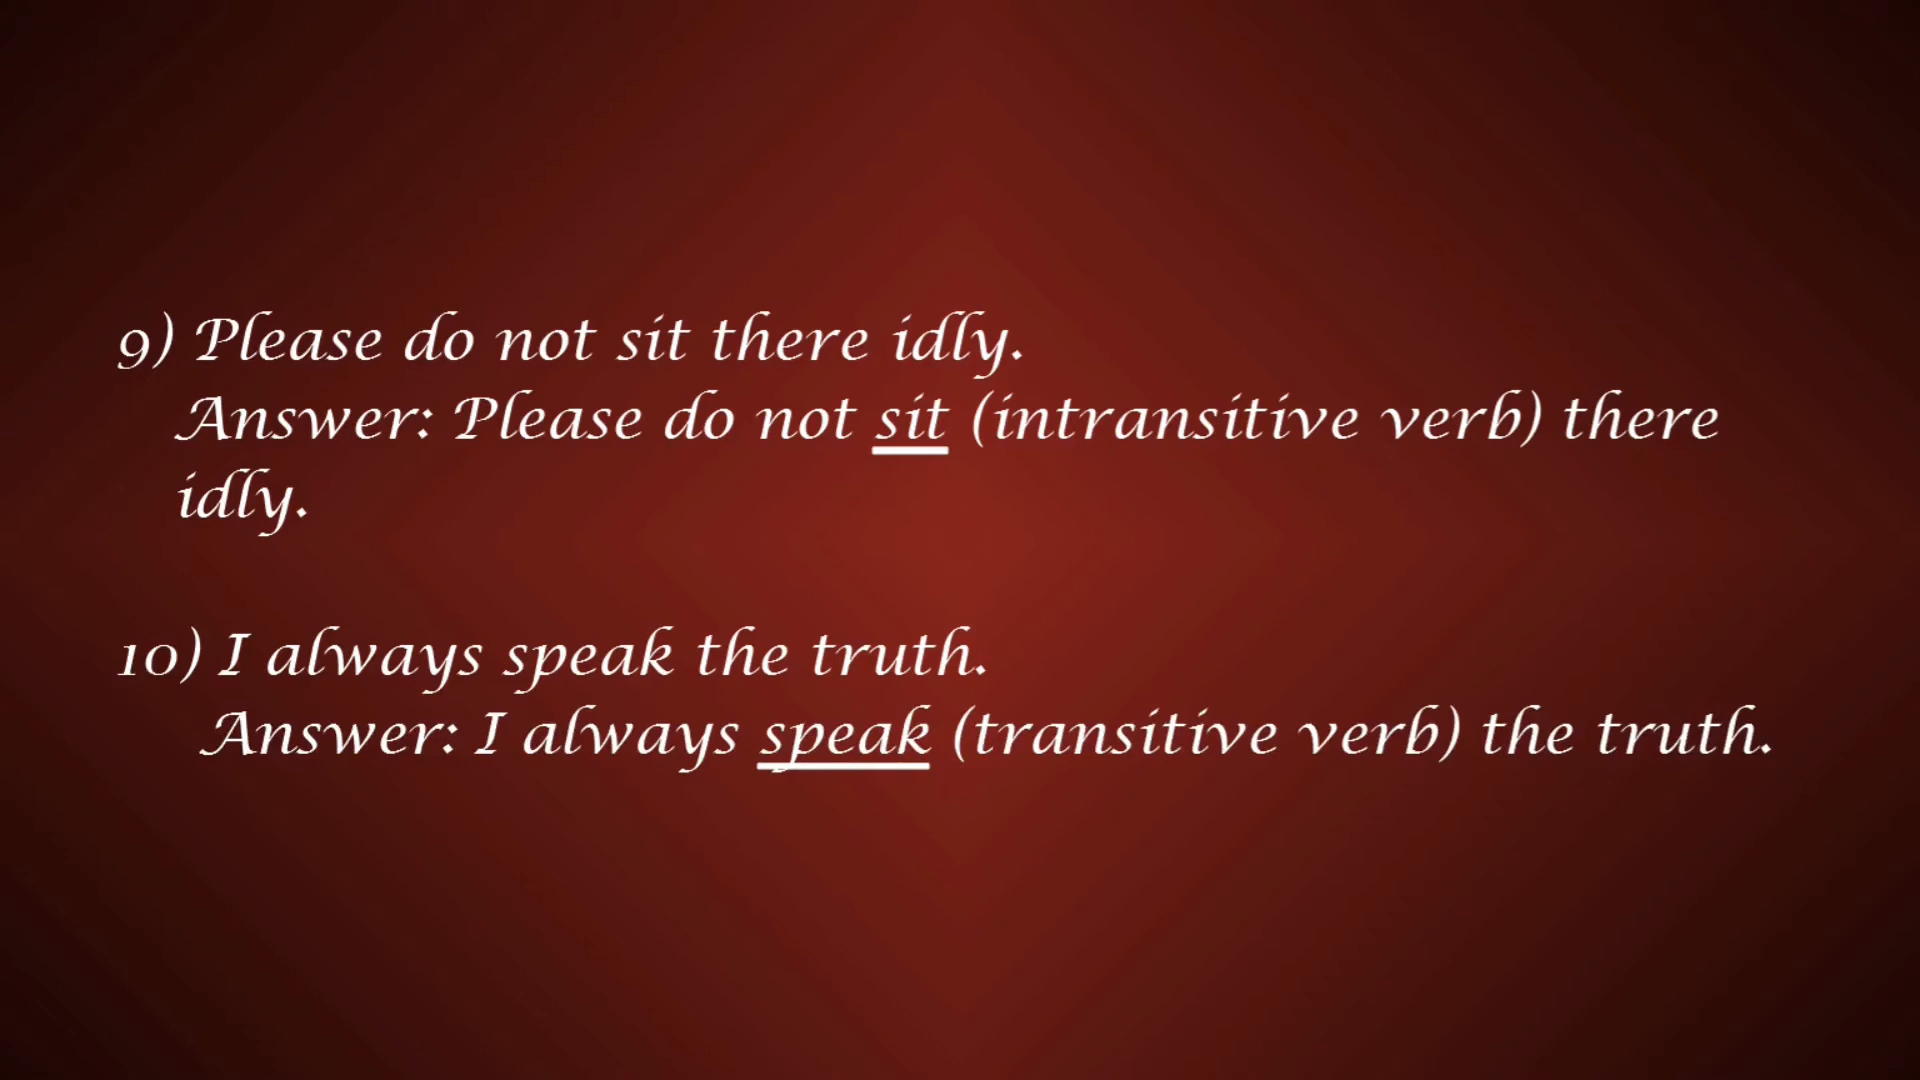 9) Please do not sit there idly.
Answer: Please do not sit (intransitive verb) there
idly.
10) I always speak the truth.
Answer: I always speak (transitive verb) the truth.